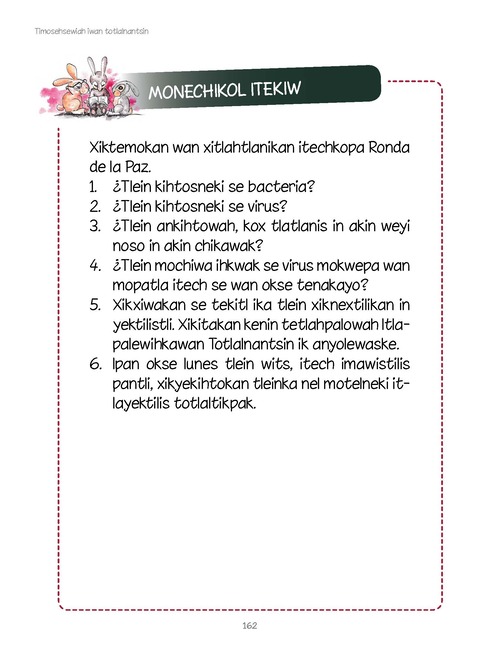 Timosehsewiah iwan totlalnantsin
MONECHIKOL ITEKIW
Xiktemokan wan xitlahtlanikan itechkopa Ronda
de la Paz.
1. ¿Tlein kihtosneki se bacteria?
2. ¿Tlein kihtosneki se virus?
3. ¿Tlein ankihtowah, kox tlatlanis in akin weyi
noso in akin chikawak?
4. ¿Tlein mochiwa ihkwak se virus mokwepa wan
mopatla itech se wan okse tenakayo?
5. Xikxiwakan se tekitl ika tlein xiknextilikan in
yektilistli. Xikitakan kenin tetlahpalowah Itla-
palewihkawan Totlalnantsin ik anyolewaske.
6. Ipan okse lunes tlein wits, itech imawistilis
pantli, xikyekihtokan tleinka nel motelneki it-
layektilis totlaltikpak.
162